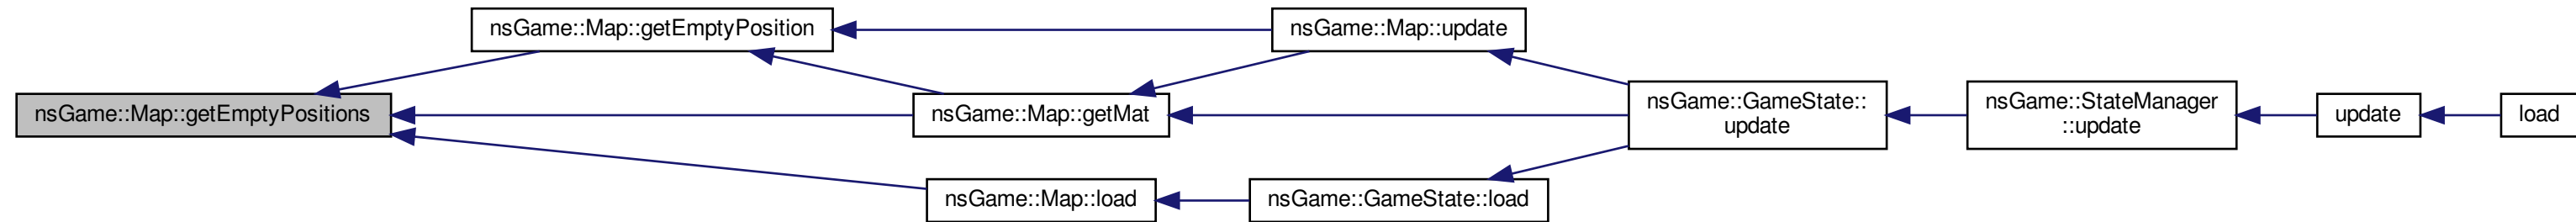 nsGame::Map::getEmptyPositions
nsGame::Map::getEmptyPosition
nsGame::Map::getMat
nsGame::Map::load
nsGame::Map::update
nsGame::GameState::load
nsGame::GameState::
update
nsGame::StateManager
::update
update
load